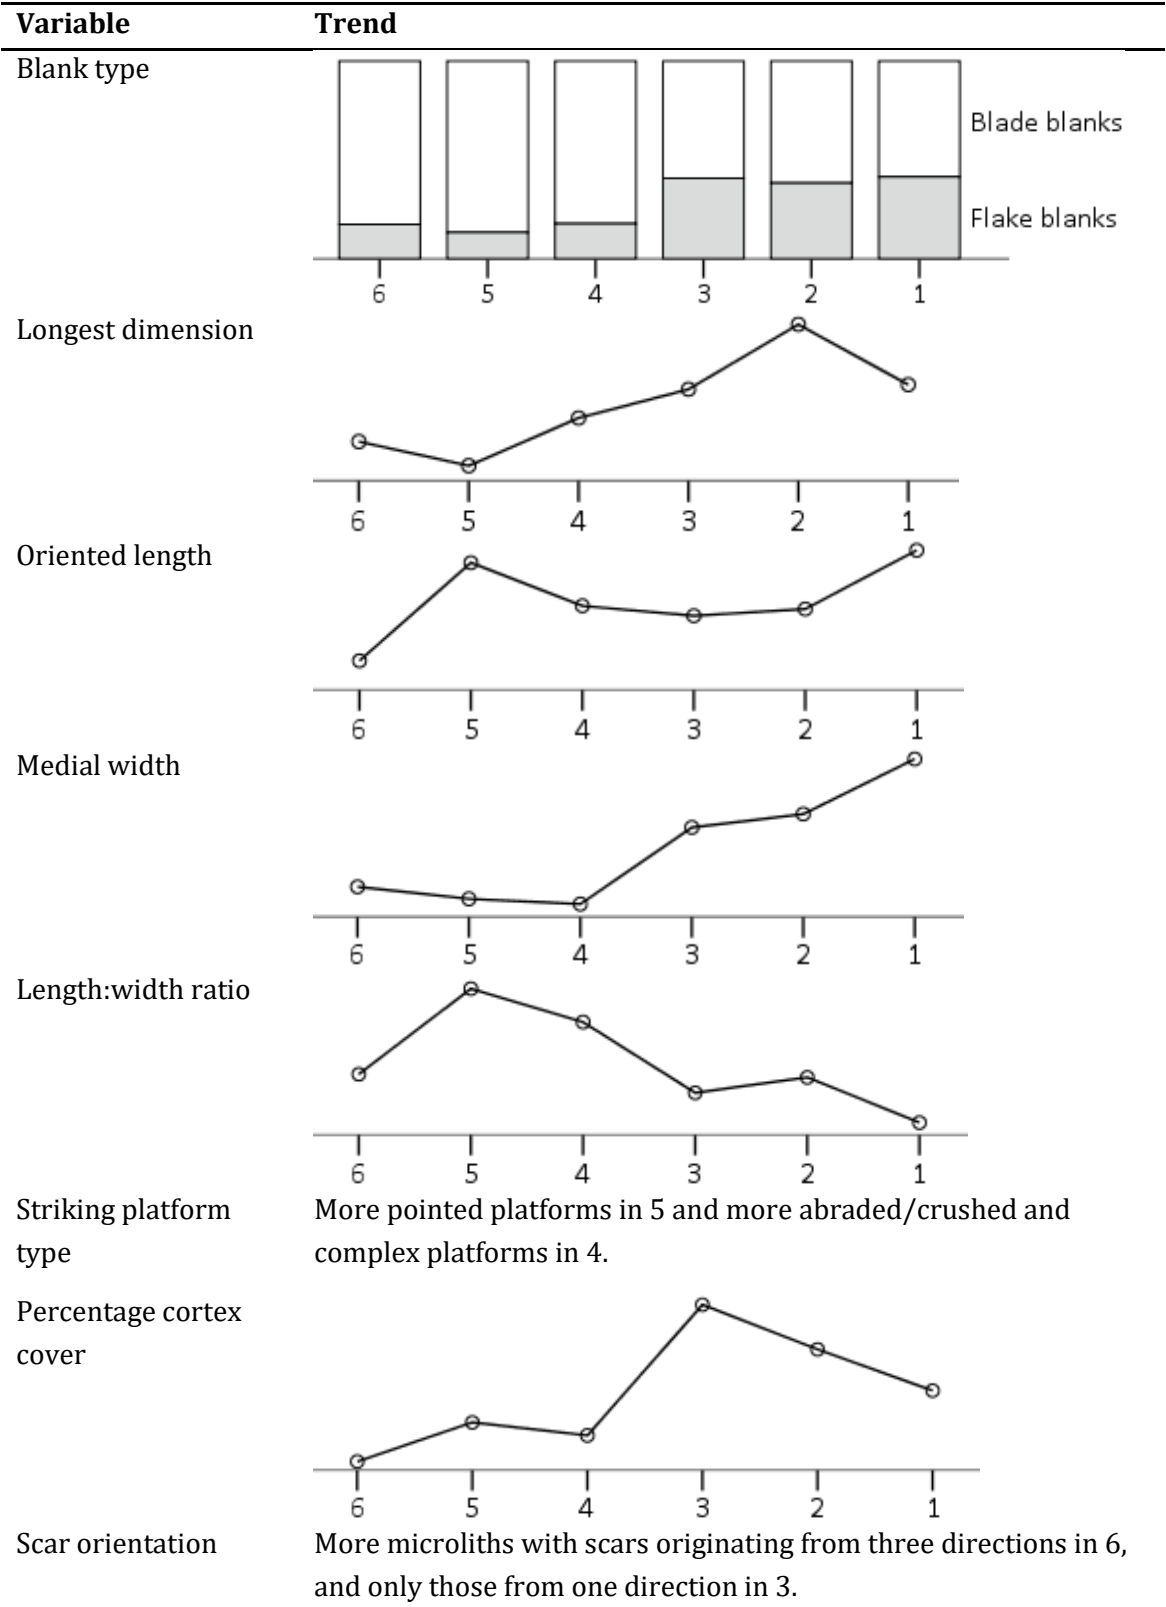 Variable Trend
Blank type
Blade blanks
Flake blanks
6 5 4 3 2 1
Longest dimension
6 5 4 3 2 1
Oriented length
6 5 4 3 2 1
Medial width
6 5 4 3 2 1
Length:width ratio
6 5 4 3 2 1
Striking platform type
More pointed platforms in 5 and more abraded/crushed and
complex platforms in 4.
Percentage cortex
cover
6 5 4 3 2 1
Scar orientation
More microliths with scars originating from three directions in 6,
and only those from one direction in 3.